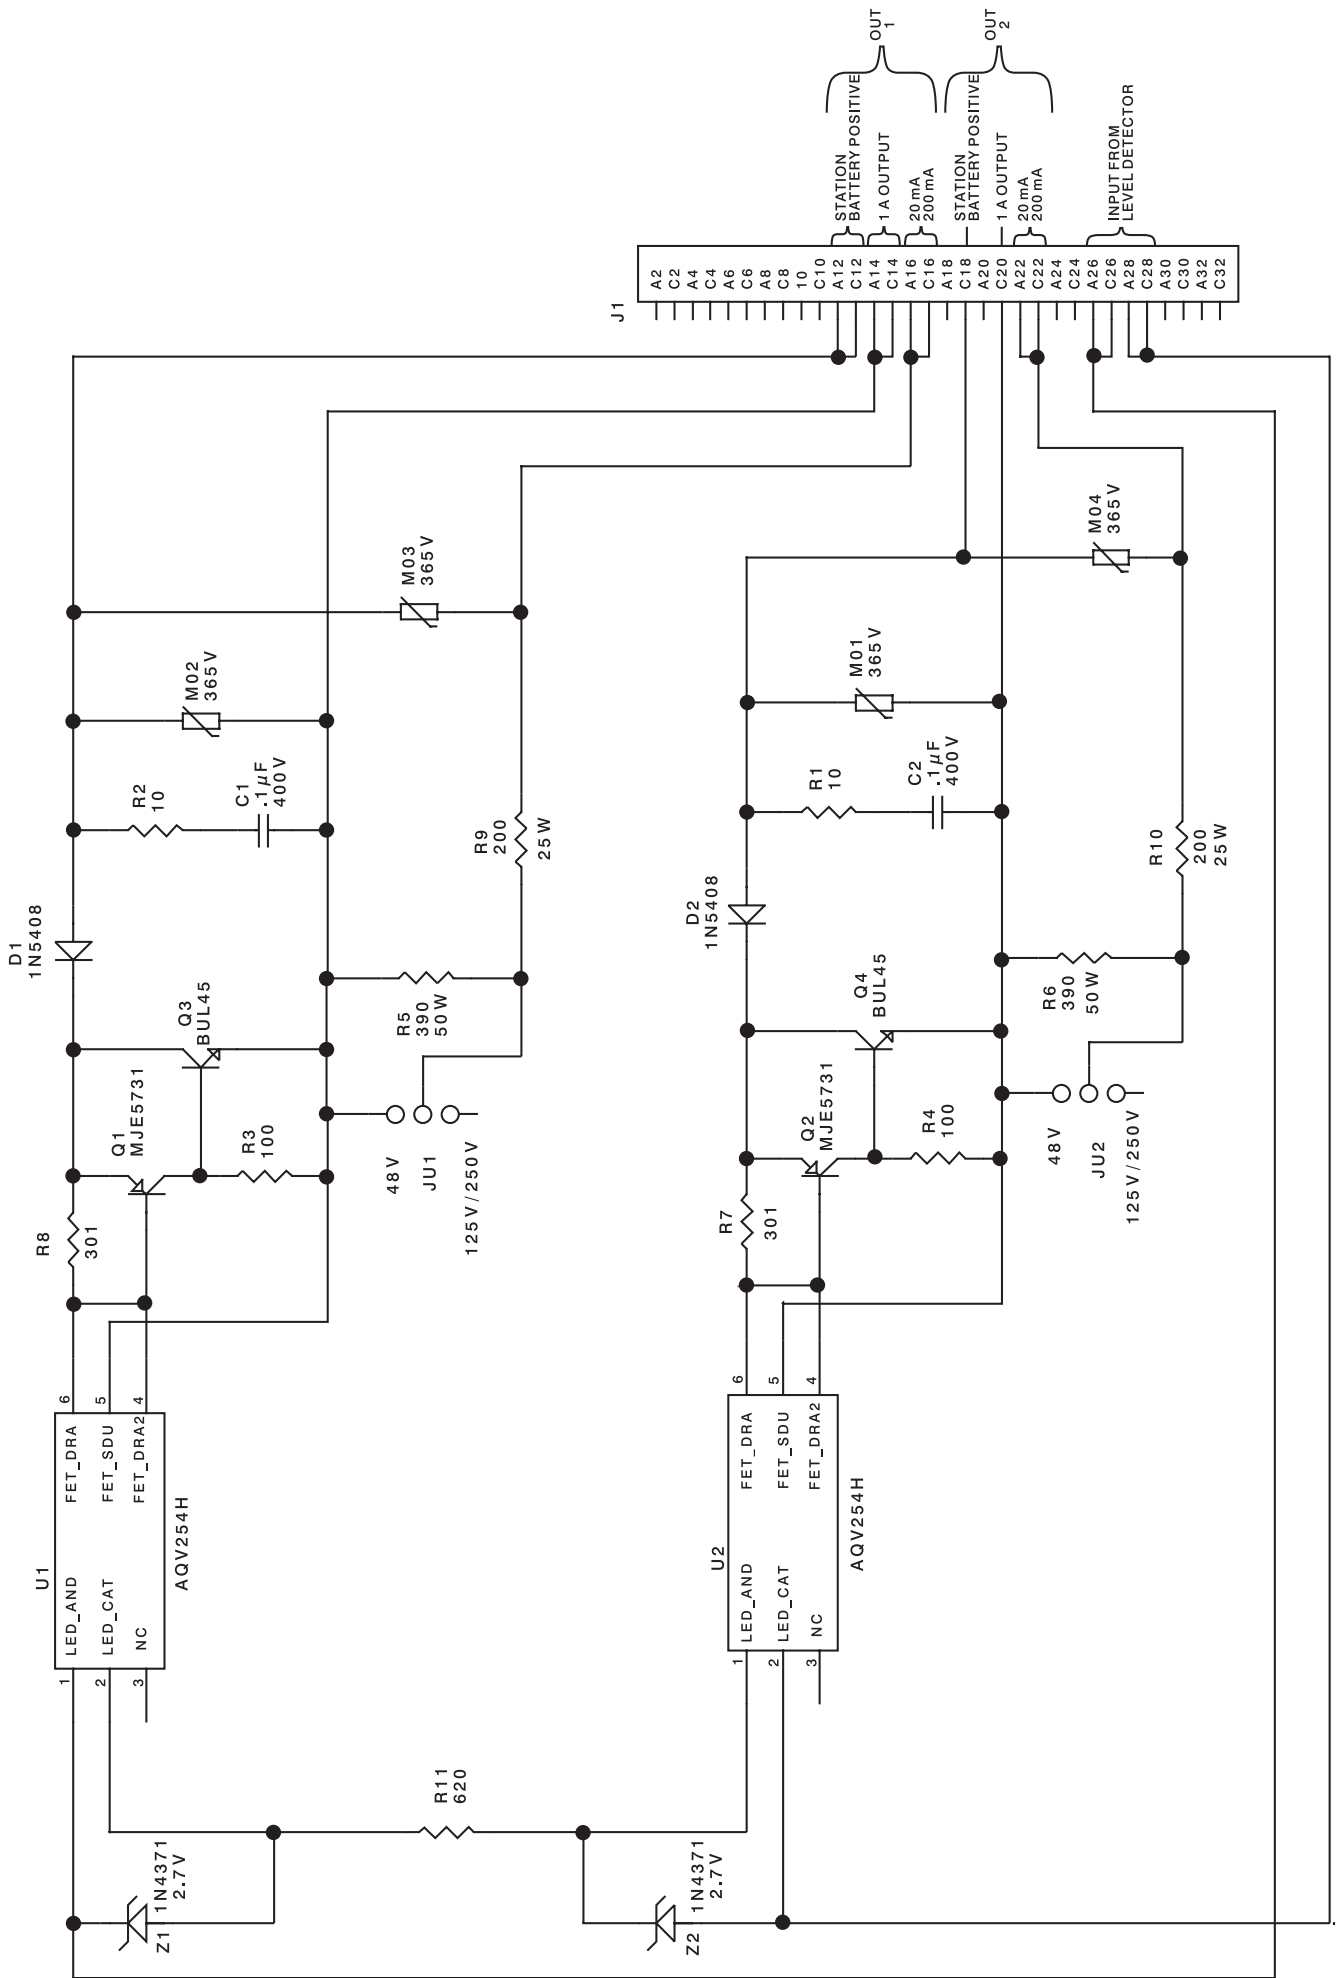 OUT
1
OUT
2
STATION
BATTERY POSITIVE
1 A OUTPUT
20 mA
200 mA
STATION
BATTERY POSITIVE
1 A OUTPUT
20 mA
200 mA
INPUT FROM
LEVEL DETECTOR
J1
A2
C2
A4
C4
A6
C6
A8
C8
10
C10
A12
C12
A14
C14
A16
C16
A18
C18
A20
C20
A22
C22
A24
C24
A26
C26
A28
C28
A30
C30
A32
C32
M03
365V
M04
365V
M02
365V
M01
365V
R2
10
C1
.1μF
400V
R1
10
C2
.1μF
400V
R9
200
25W
R10
200
25W
D1
1N5408
D2
1N5408
Q3
BUL45
R5
390
50W
Q4
BUL45
R6
390
50W
Q1
MJE5731
R3
100
48V
JU1
125V/250V
Q2
MJE5731
R4
100
48V
JU2
125V/250V
R8
301
R7
301
6
5
4
FET_DRA
FET_SDU
FET_DRA2
U1
AQV254H
LED_AND
LED_CAT
NC
1
2
3
6
5
4
FET_DRA
FET_SDU
FET_DRA2
U2
AQV254H
LED_AND
LED_CAT
NC
1
2
3
R11
620
Z1
1N4371
2.7V
Z2
1N4371
2.7V